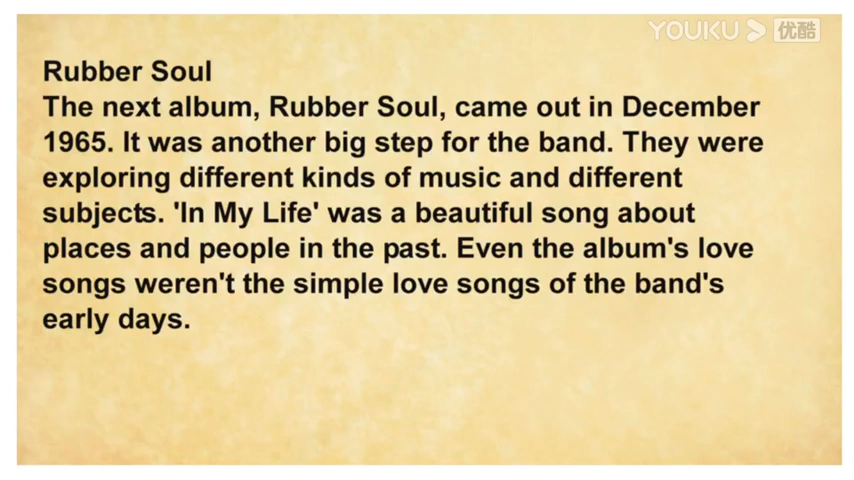 YOUKU 优酷
Rubber Soul
The next album, Rubber Soul, came out in December
1965. It was another big step for the band. They were
exploring different kinds of music and different
subjects. 'In My Life' was a beautiful song about
places and people in the past. Even the album's love
songs weren't the simple love songs of the band's
early days.